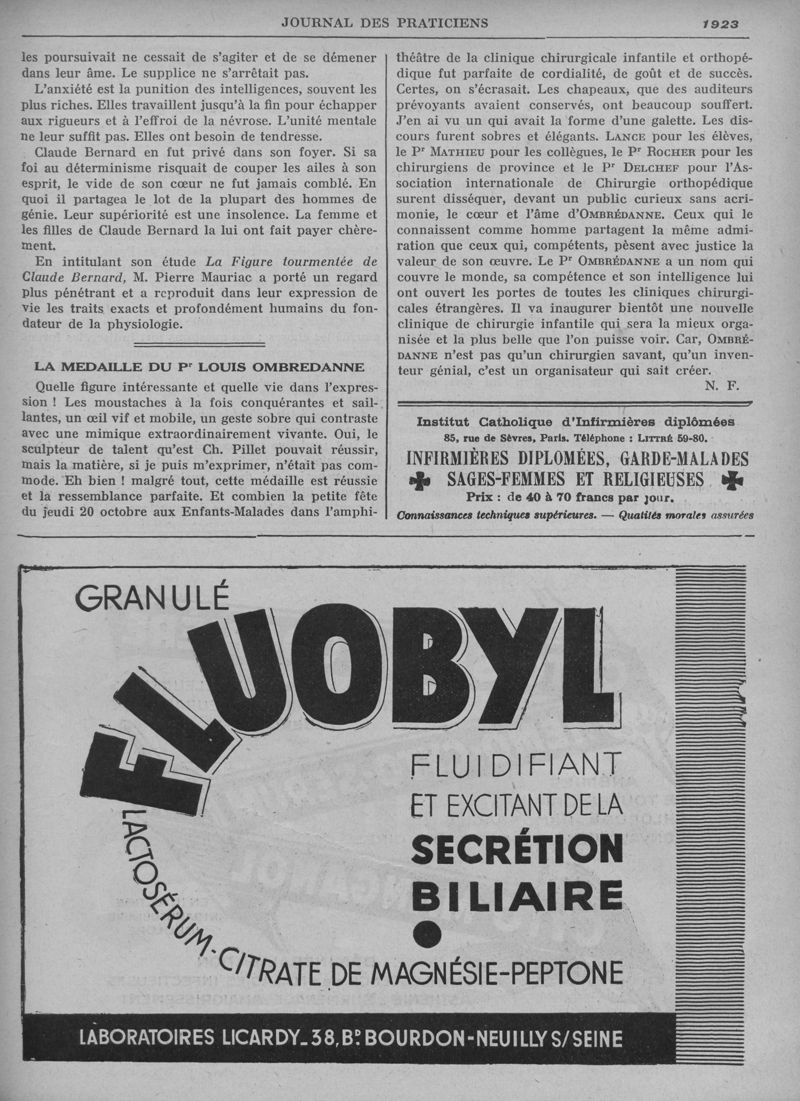 JOURNAL DES PRATICIENS
1923
les poursuivait ne cessait de s'agiter et de se démener
dans leur âme. Le supplice ne s'arrêtait pas.
L'anxiété est la punition des intelligences, souvent les
plus riches. Elles travaillent jusqu'à la fin pour échapper
aux rigueurs et à l'effroi de la névrose. L'unité mentale
ne leur suffit pas. Elles ont besoin de tendresse.
Claude Bernard en fut privé dans son foyer. Si sa
foi au déterminisme risquait de couper les ailes à son
esprit, le vide de son cœur ne fut jamais comblé. En
quoi il partagea le lot de la plupart des hommes de
génie. Leur supériorité est une insolence. La femme et
les filles de Claude Bernard la lui ont fait payer chère-
ment.
En intitulant son étude La Figure tourmentée de
Claude Bernard, M. Pierre Mauriac a porté un regard
plus pénétrant et a reproduit dans leur expression de
vie les traits exacts et profondément humains du fon-
dateur de la physiologie.
LA MEDAILLE DU Pr LOUIS OMBREDANNE
Quelle figure intéressante et quelle vie dans l'expres-
sion ! Les moustaches à la fois conquérantes et sail-
lantes, un œil vif et mobile, un geste sobre qui contraste
avec une mimique extraordinairement vivante. Oui, le
sculpteur de talent qu'est Ch. Pillet pouvait réussir,
mais la matière, si je puis m'exprimer, n'était pas com-
mode. Eh bien ! malgré tout, cette médaille est réussie
et la ressemblance parfaite. Et combien la petite fête
du jeudi 20 octobre aux Enfants-Malades dans l'amphi-
théâtre de la clinique chirurgicale infantile et orthopé-
dique fut parfaite de cordialité, de goût et de succès.
Certes, on s'écrasait. Les chapeaux, que des auditeurs
prévoyants avaient conservés, ont beaucoup souffert.
J'en ai vu un qui avait la forme d'une galette. Les dis-
cours furent sobres et élégants. LANCE pour les élèves,
le Pr MATHIEU pour les collègues, le Pr ROCHER pour les
chirurgiens de province et le Pr DELCHEF pour l'As-
sociation internationale de Chirurgie orthopédique
surent disséquer, devant un public curieux sans acri-
monie, le cœur et l'âme d'OMBRÉDANNE. Ceux qui le
connaissent comme homme partagent la même admi-
ration que ceux qui, compétents, pèsent avec justice la
valeur de son œuvre. Le Pr OMBRÉDANNE a un nom qui
couvre le monde, sa compétence et son intelligence lui
ont ouvert les portes de toutes les cliniques chirurgi-
cales étrangères. Il va inaugurer bientôt une nouvelle
clinique de chirurgie infantile qui sera la mieux orga-
nisée et la plus belle que l'on puisse voir. Car, OMBRÉ-
DANNE n'est pas qu'un chirurgien savant, qu'un inven-
teur génial, c'est un organisateur qui sait créer.
N. F.
Institut Catholique d'Infirmières diplômées
85, rue de Sèvres, Paris. Téléphone : LITTRÉ 59-80.
INFIRMIÈRES DIPLOMÉES, GARDE-MALADES
SAGES-FEMMES ET RELIGIEUSES
Prix : de 40 à 70 francs par jour.
Connaissances techniques supérieures. — Qualités morales assurées
GRANULÉ
FLUOBYL
FLUIDIFIANT
ET EXCITANT DE LA
SECRÉTION
BILIAIRE
LACTOSÉRUM-CITRATE DE MAGNÉSIE-PEPTONE
LABORATOIRES LICARDY_38, BD. BOURDON-NEUILLY S/SEINE